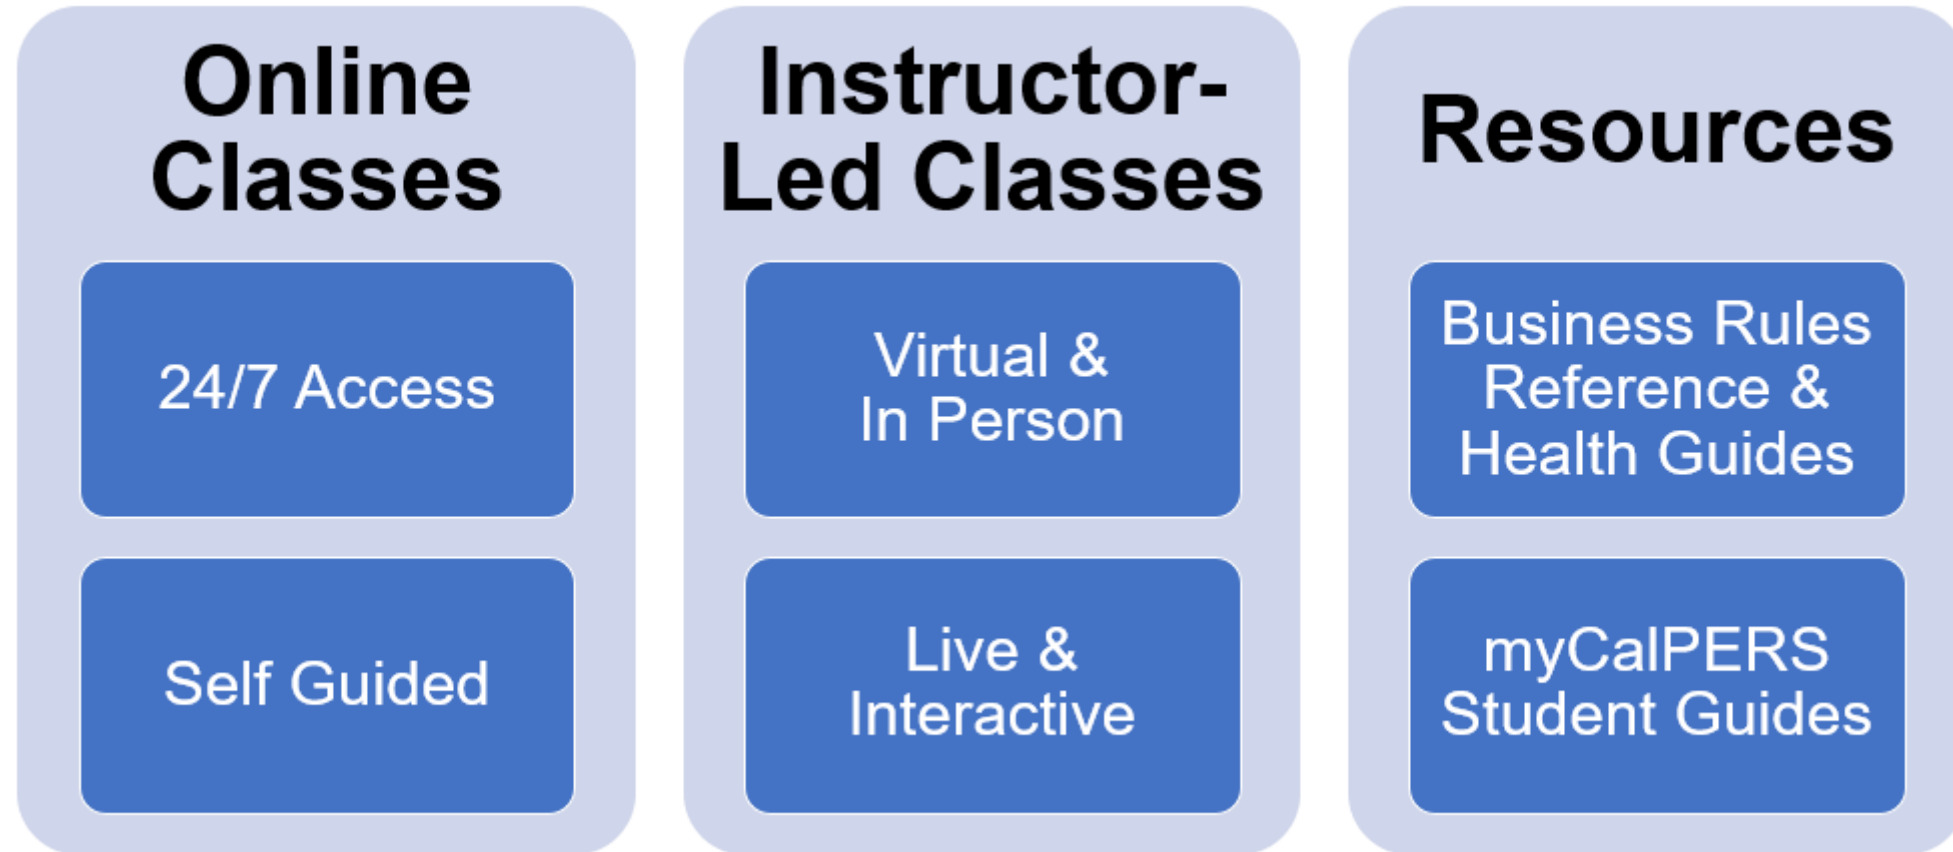 Online
Classes
24/7 Access
Self Guided
Instructor-
Led Classes
Virtual &
In Person
Live &
Interactive
Resources
Business Rules
Reference &
Health Guides
myCalPERS
Student Guides